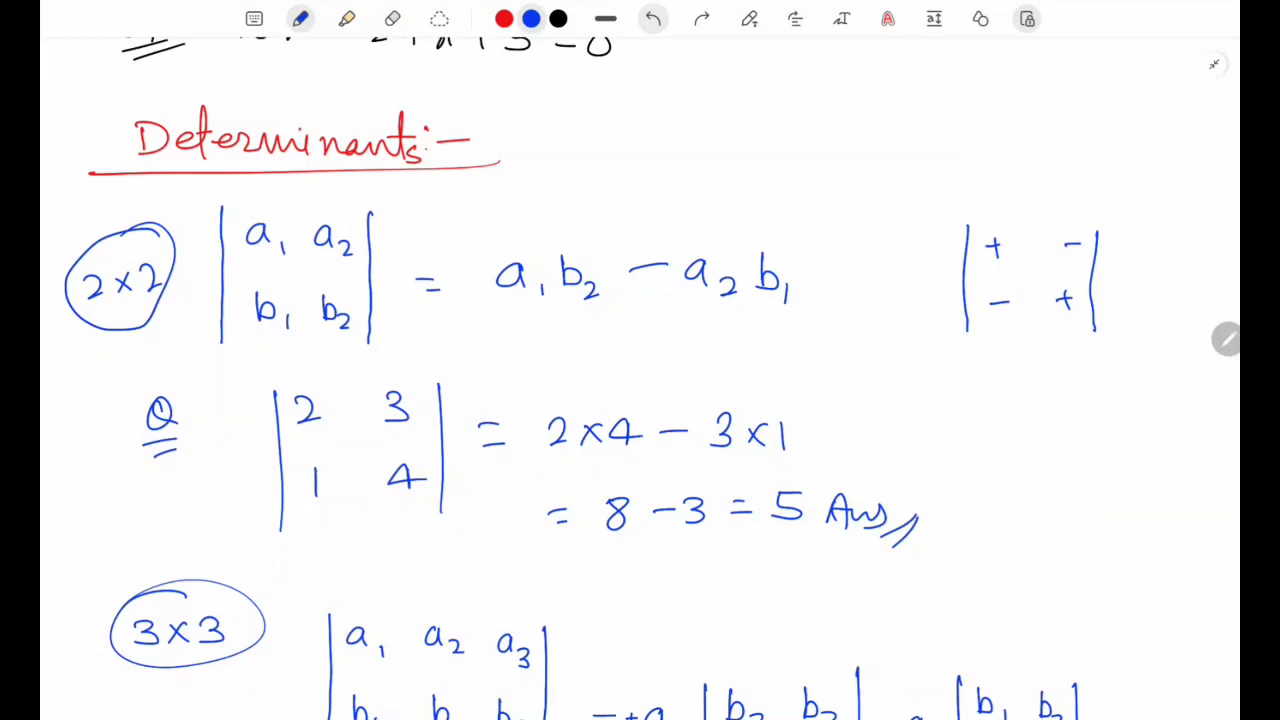 Determinants:-
2×2 | a₁ a₂ | = a₁b₂ - a₂b₁ | + - |
| b₁ b₂ | | - + |
Q | 2 3 | = 2×4 - 3×1
| 1 4 |
= 8 - 3 = 5 Ans
3×3 | a₁ a₂ a₃ |